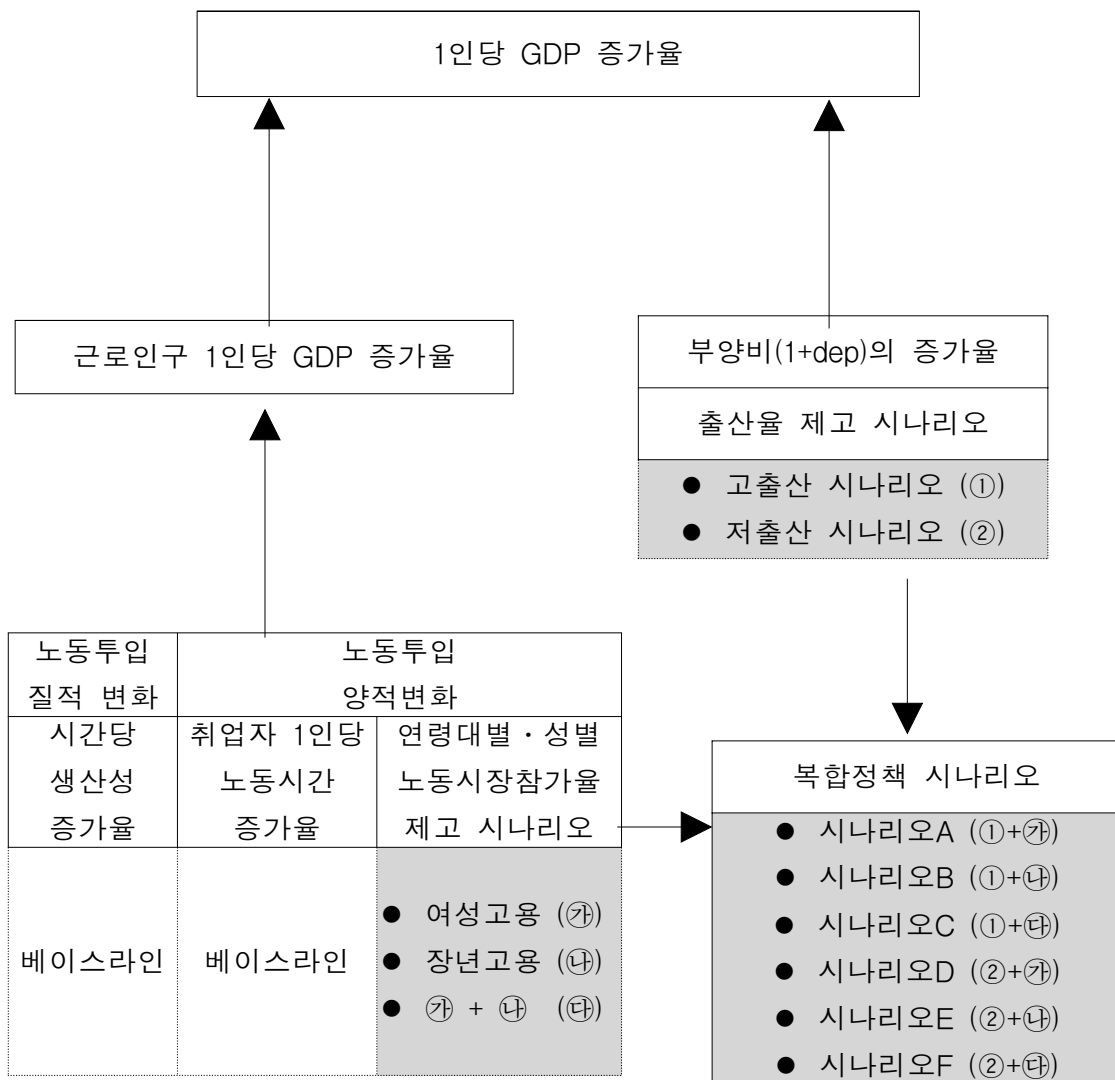 1인당 GDP 증가율
근로인구 1인당 GDP 증가율
부양비(1+dep)의 증가율
출산율 제고 시나리오
● 고출산 시나리오 (①)
● 저출산 시나리오 (②)
노동투입
질적 변화
노동투입
양적변화
시간당
생산성
증가율
취업자 1인당
노동시간
증가율
연령대별・성별
노동시장참가율
제고 시나리오
베이스라인
베이스라인
● 여성고용 (㉮)
● 장년고용 (㉯)
● ㉮ + ㉯ (㉰)
복합정책 시나리오
● 시나리오A (①+㉮)
● 시나리오B (①+㉯)
● 시나리오C (①+㉰)
● 시나리오D (②+㉮)
● 시나리오E (②+㉯)
● 시나리오F (②+㉰)